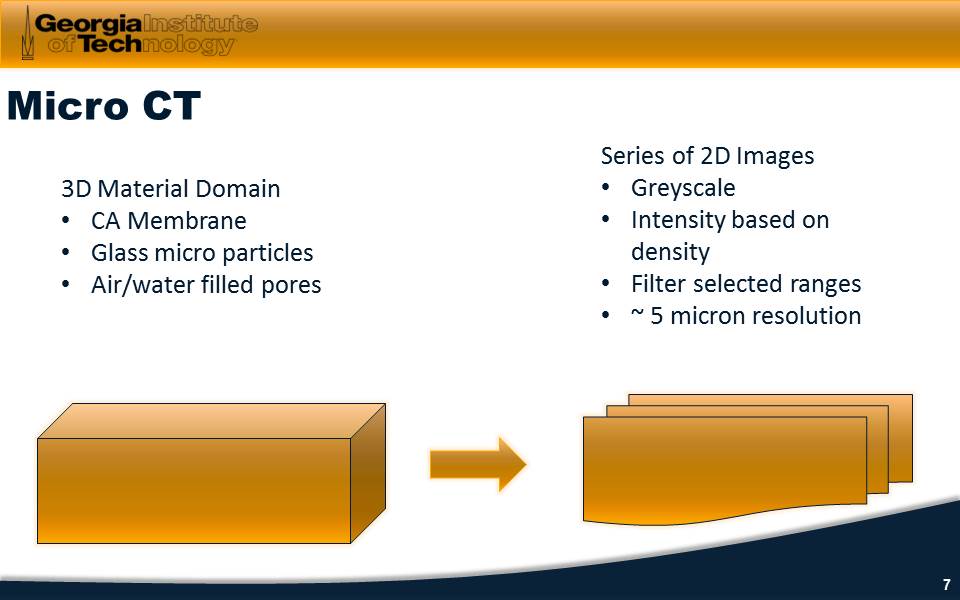 Georgia Institute
of Technology
Micro CT
3D Material Domain
• CA Membrane
• Glass micro particles
• Air/water filled pores
Series of 2D Images
• Greyscale
• Intensity based on
density
• Filter selected ranges
• ~ 5 micron resolution
7